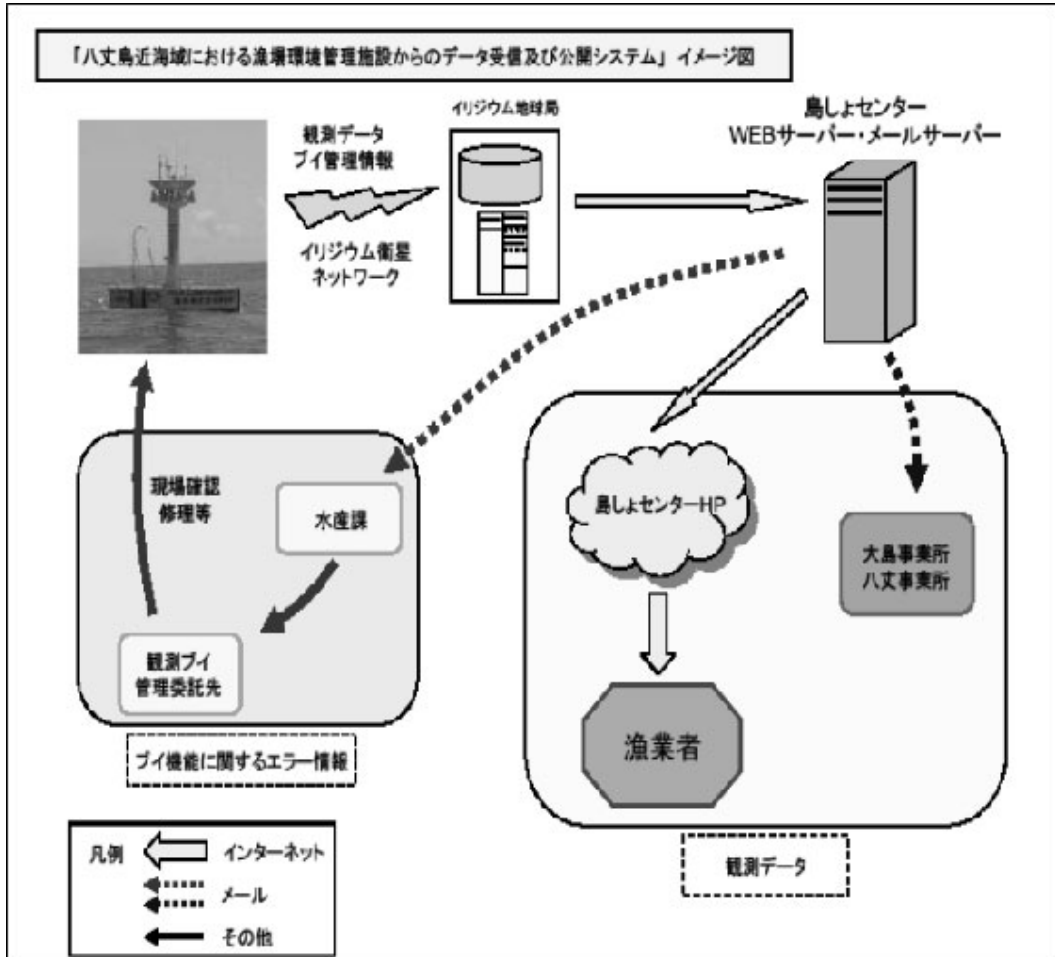 「八丈島近海域における漁場環境管理施設からのデータ受信及び公開システム」 イメージ図
観測データ
ブイ管理情報
イリジウム衛星
ネットワーク
イリジウム地球局
島しょセンター
WEBサーバー・メールサーバー
現場確認
修理等
水産課
観測ブイ
管理委託先
ブイ機能に関するエラー情報
島しょセンターHP
漁業者
大島事業所
八丈事業所
観測データ
凡例
インターネット
メール
その他